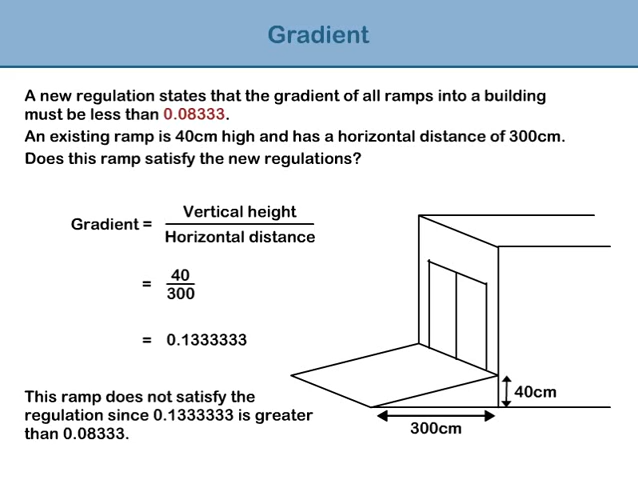 Gradient
A new regulation states that the gradient of all ramps into a building
must be less than 0.08333.
An existing ramp is 40cm high and has a horizontal distance of 300cm.
Does this ramp satisfy the new regulations?
Gradient = Vertical height
Horizontal distance
= 40
300
= 0.1333333
This ramp does not satisfy the
regulation since 0.1333333 is greater
than 0.08333.
40cm
300cm